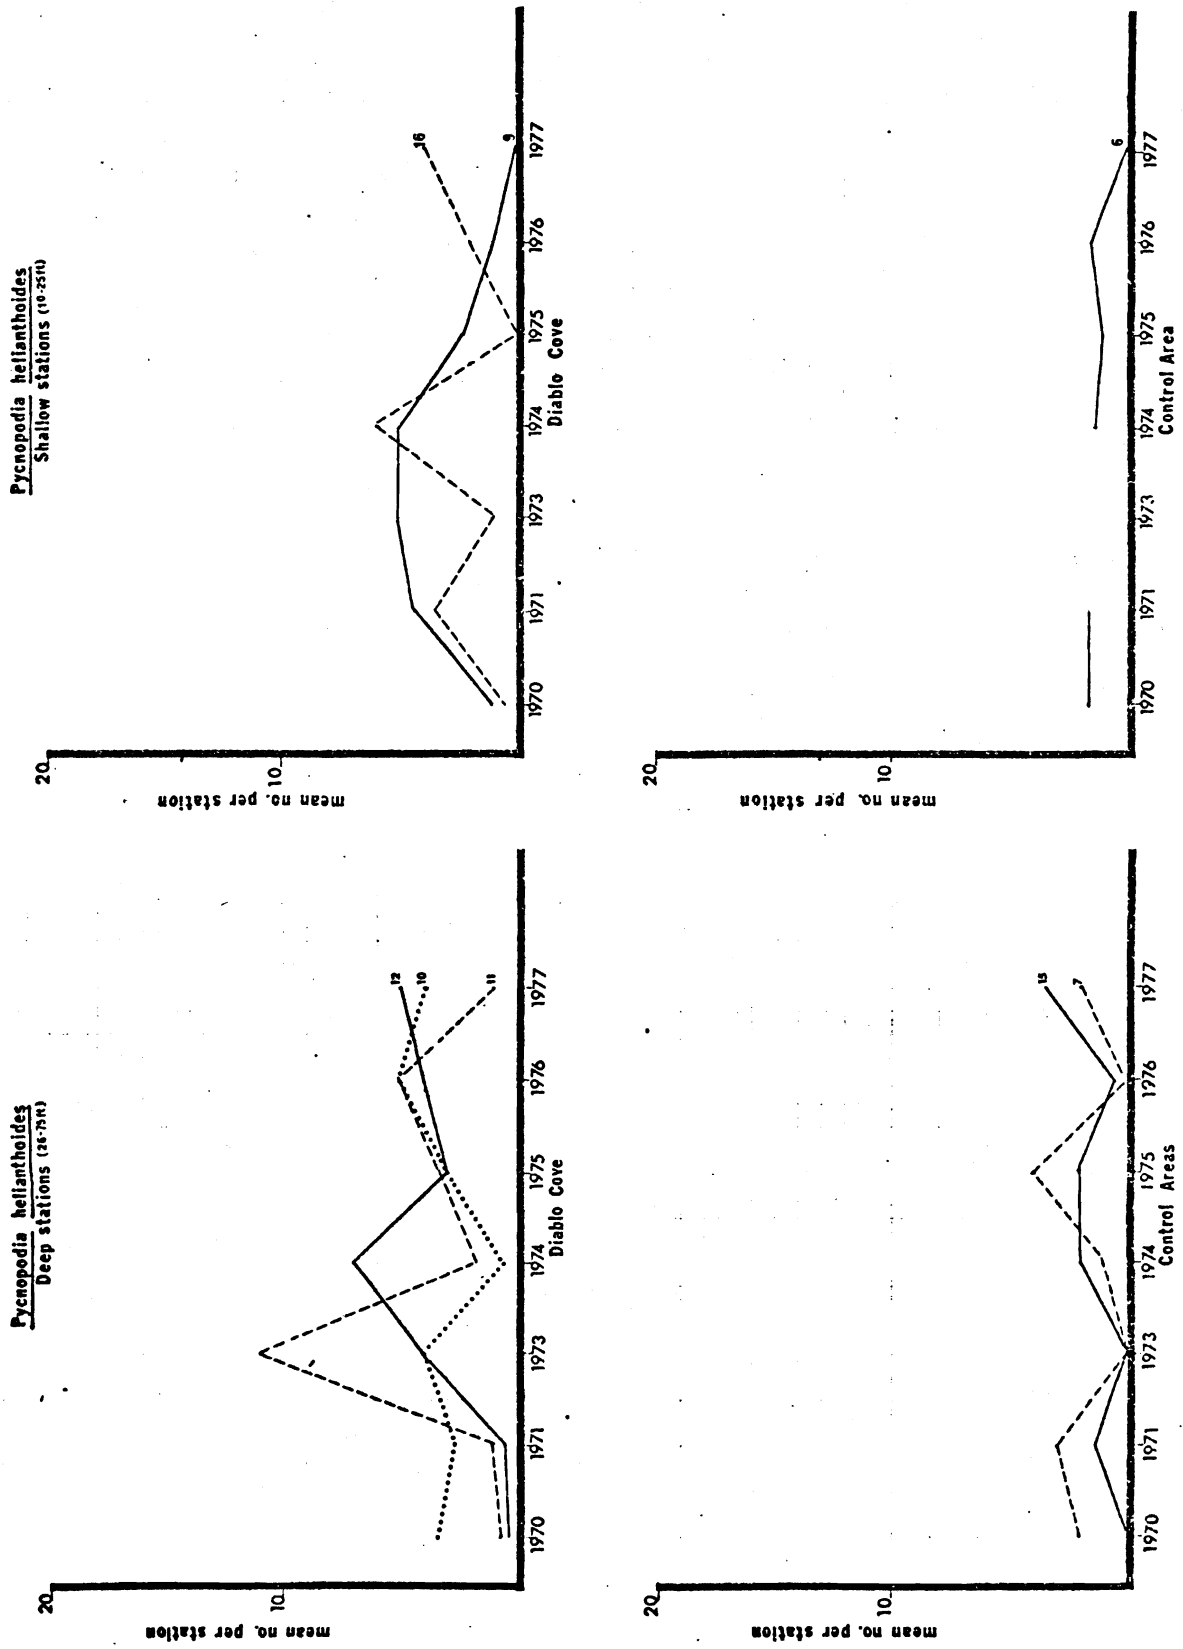 Pycnopodia helianthoides
Deep stations (26-75ft)
20
10
mean no. per station
12
10
11
1970 1971 1973 1974 1975 1976 1977
Diablo Cove
20
10
mean no. per station
15
7
1970 1971 1973 1974 1975 1976 1977
Control Areas
Pycnopodia helianthoides
Shallow stations (10-25ft)
20
10
mean no. per station
16
9
1970 1971 1973 1974 1975 1976 1977
Diablo Cove
20
10
mean no. per station
6
1970 1971 1973 1974 1975 1976 1977
Control Area